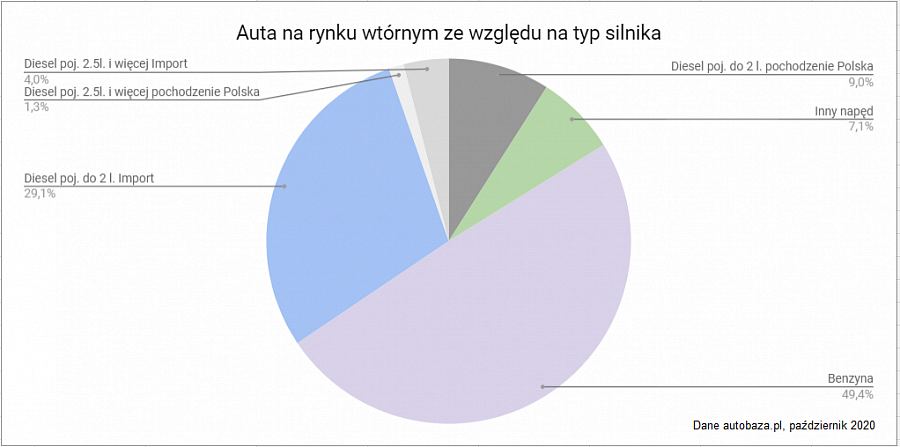 Auta na rynku wtórnym ze względu na typ silnika
Diesel poj. 2.5l. i więcej Import
4,0%
Diesel poj. 2.5l. i więcej pochodzenie Polska
1,3%
Diesel poj. do 2 l. Import
29,1%
Diesel poj. do 2 l. pochodzenie Polska
9,0%
Inny napęd
7,1%
Benzyna
49,4%
Dane autobaza.pl, październik 2020